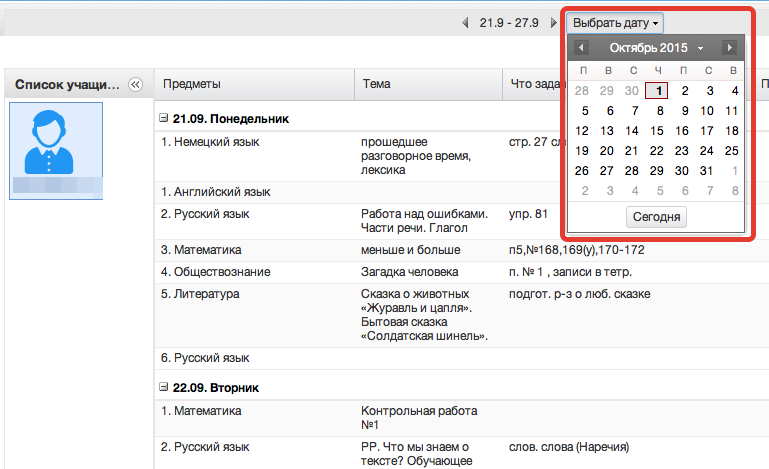 21.9 - 27.9 Выбрать дату
Октябрь 2015
П В С Ч П С В
28 29 30 1 2 3 4
5 6 7 8 9 10 11
12 13 14 15 16 17 18
19 20 21 22 23 24 25
26 27 28 29 30 31 1
2 3 4 5 6 7 8
Сегодня
Список учащи...
Предметы Тема Что зада П
21.09. Понедельник
1. Немецкий язык прошедшее разговорное время, лексика стр. 27 сл
1. Английский язык
2. Русский язык Работа над ошибками. Части речи. Глагол упр. 81
3. Математика меньше и больше п5,№168,169(у),170-172
4. Обществознание Загадка человека п. № 1 , записи в тетр.
5. Литература Сказка о животных «Журавль и цапля». Бытовая сказка «Солдатская шинель». подгот. р-з о люб. сказке
6. Русский язык
22.09. Вторник
1. Математика Контрольная работа №1
2. Русский язык РР. Что мы знаем о тексте? Обучающее слов. слова (Наречия)